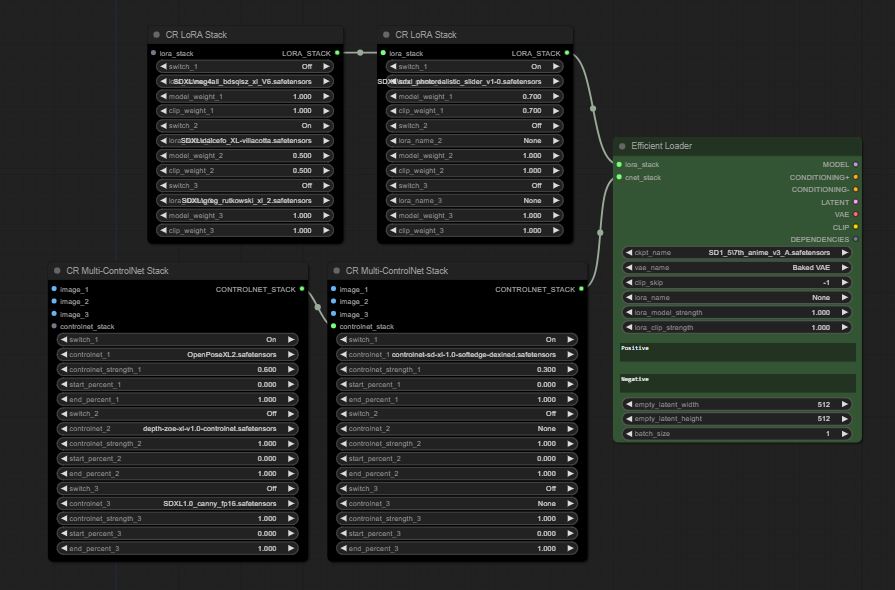 CR LoRA Stack
lora_stack LORA_STACK
switch_1 Off
SDXL\neg4all_bdsqlsz_xl_V6.safetensors
model_weight_1 1.000
clip_weight_1 1.000
switch_2 On
SDXL\dalcefo_XL-villacotta.safetensors
model_weight_2 0.500
clip_weight_2 0.500
switch_3 Off
SDXL\greg_rutkowski_xl_2.safetensors
model_weight_3 1.000
clip_weight_3 1.000
CR LoRA Stack
lora_stack LORA_STACK
switch_1 On
SDXL\sdxl_photorealistic_slider_v1-0.safetensors
model_weight_1 0.700
clip_weight_1 0.700
switch_2 Off
lora_name_2 None
model_weight_2 1.000
clip_weight_2 1.000
switch_3 Off
lora_name_3 None
model_weight_3 1.000
clip_weight_3 1.000
CR Multi-ControlNet Stack
image_1 CONTROLNET_STACK
image_2
image_3
controlnet_stack
switch_1 On
controlnet_1 OpenPoseXL2.safetensors
controlnet_strength_1 0.600
start_percent_1 0.000
end_percent_1 1.000
switch_2 Off
controlnet_2 depth-zoe-xl-v1.0-controlnet.safetensors
controlnet_strength_2 1.000
start_percent_2 0.000
end_percent_2 1.000
switch_3 Off
controlnet_3 SDXL1.0_canny_fp16.safetensors
controlnet_strength_3 1.000
start_percent_3 0.000
end_percent_3 1.000
CR Multi-ControlNet Stack
image_1 CONTROLNET_STACK
image_2
image_3
controlnet_stack
switch_1 On
controlnet_1 controlnet-sd-xl-1.0-softedge-dexined.safetensors
controlnet_strength_1 0.300
start_percent_1 0.000
end_percent_1 1.000
switch_2 Off
controlnet_2 None
controlnet_strength_2 1.000
start_percent_2 0.000
end_percent_2 1.000
switch_3 Off
controlnet_3 None
controlnet_strength_3 1.000
start_percent_3 0.000
end_percent_3 1.000
Efficient Loader
lora_stack MODEL
cnet_stack CONDITIONING+
CONDITIONING-
LATENT
VAE
CLIP
DEPENDENCIES
ckpt_name SD1_5\7th_anime_v3_A.safetensors
vae_name Baked VAE
clip_skip -1
lora_name None
lora_model_strength 1.000
lora_clip_strength 1.000
Positive
Negative
empty_latent_width 512
empty_latent_height 512
batch_size 1